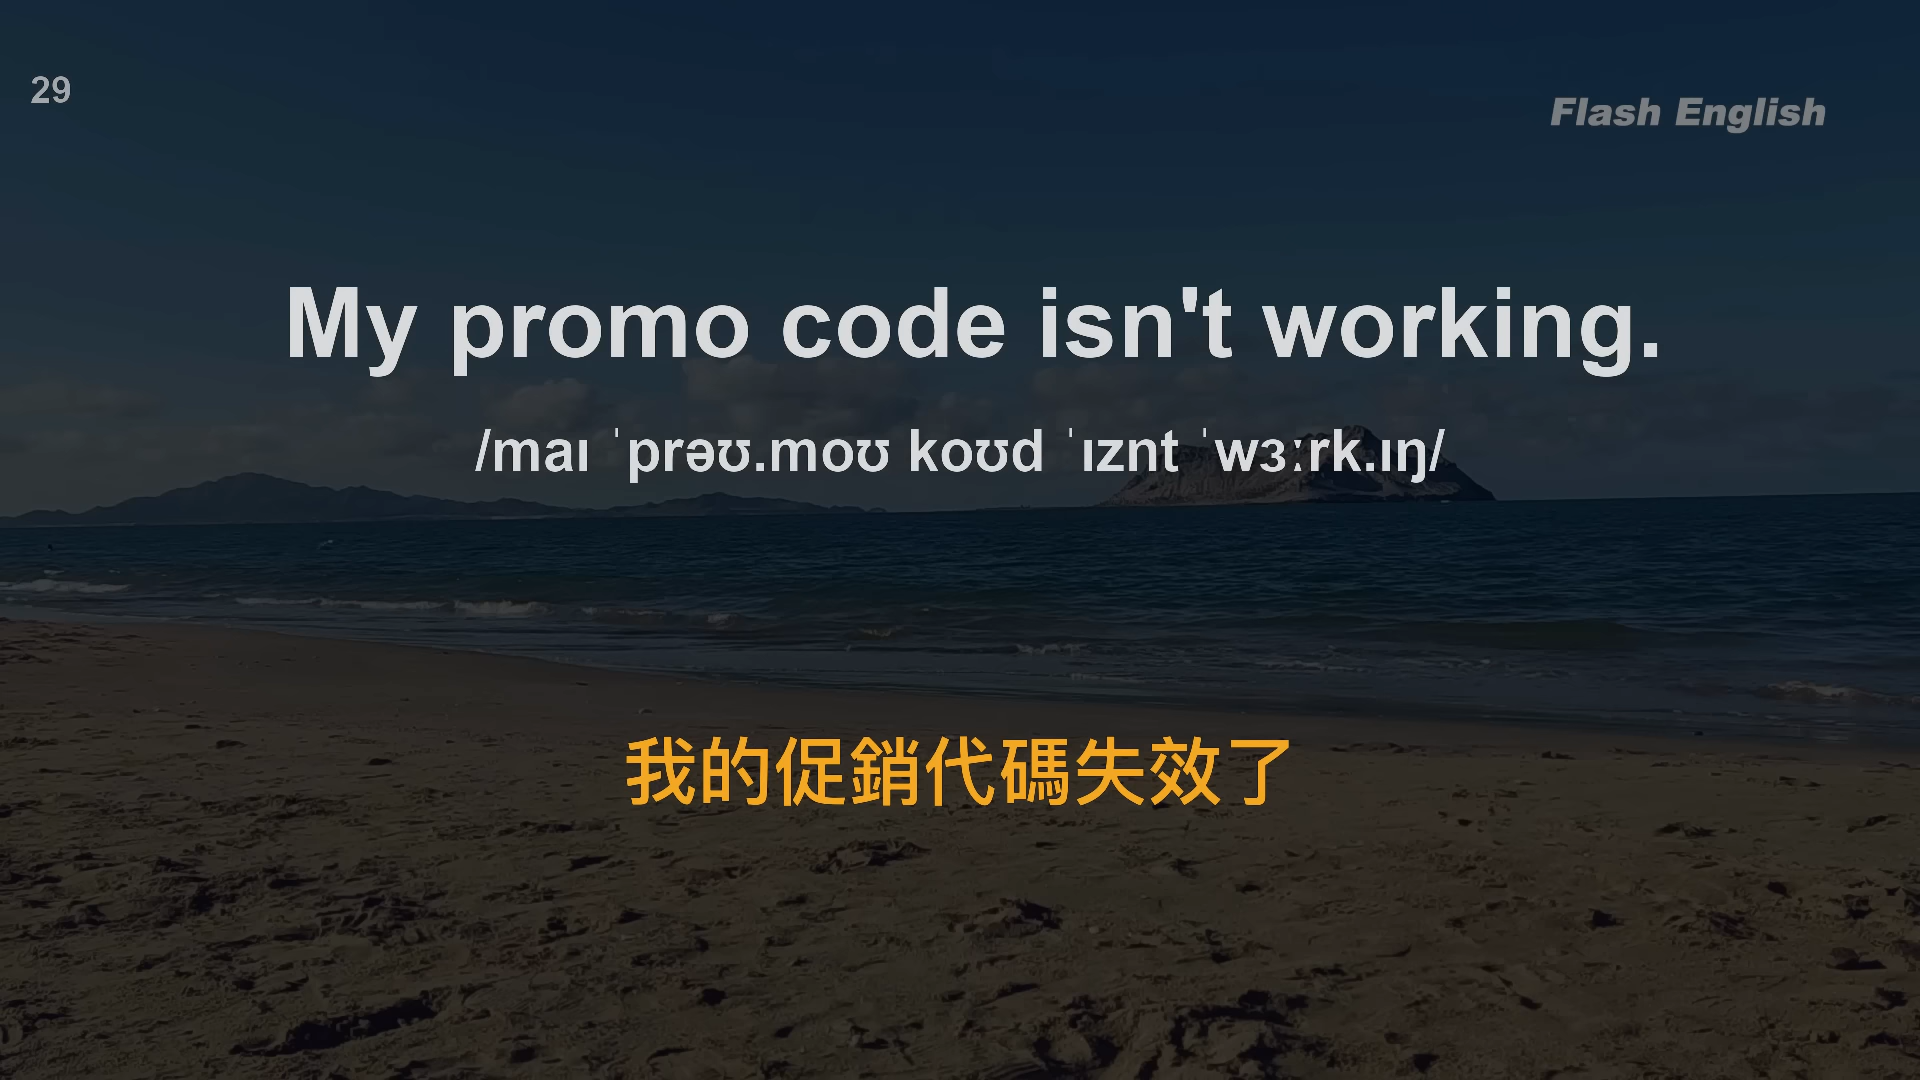 29
Flash English
My promo code isn't working.
/maɪ ˈprəʊ.moʊ koʊd ˈɪznt ˈwɜːrk.ɪŋ/
我的促銷代碼失效了